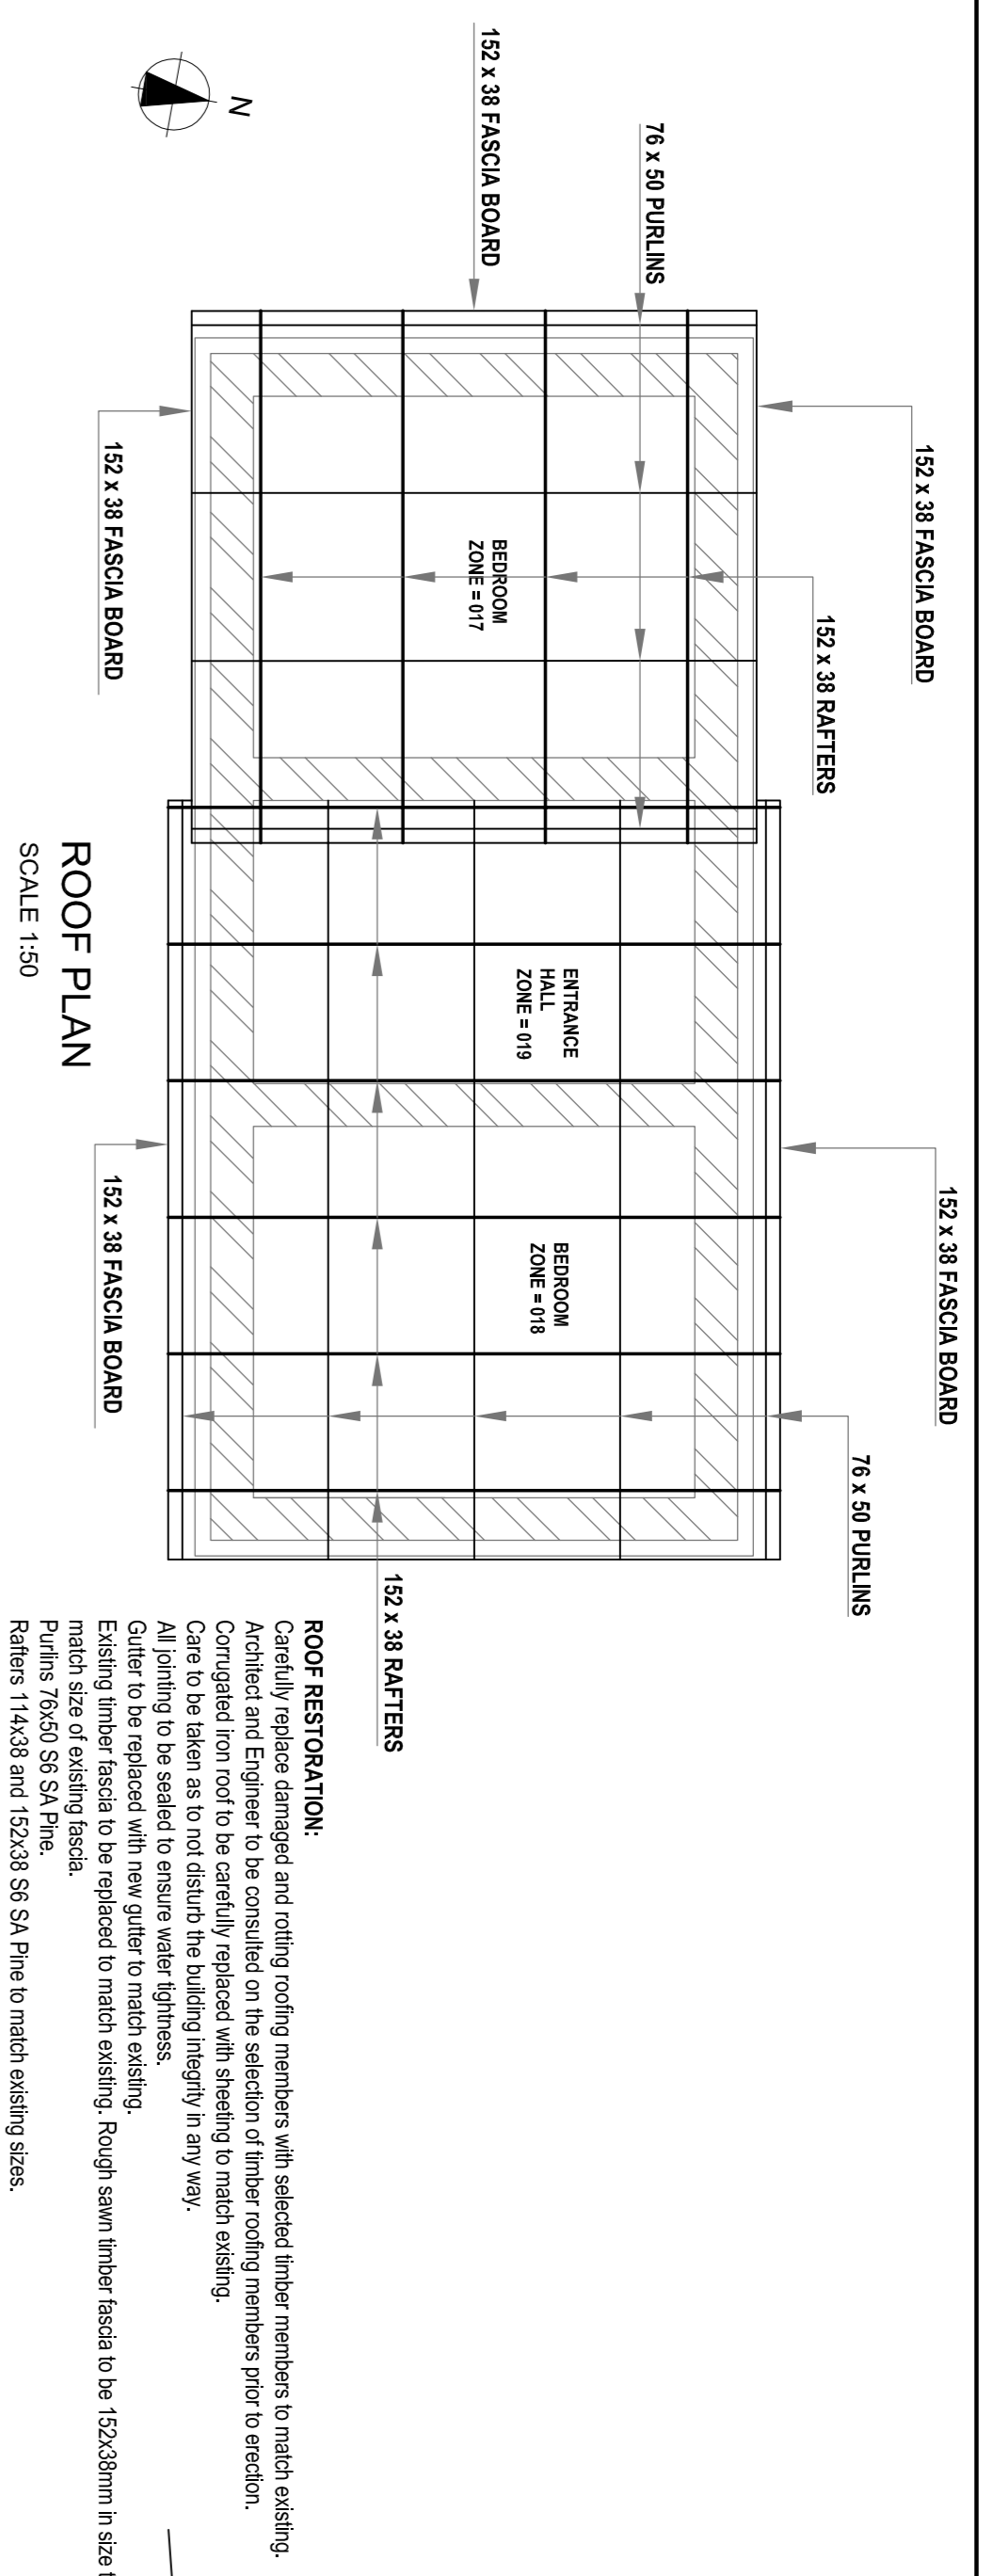 152 x 38 FASCIA BOARD
152 x 38 FASCIA BOARD
76 x 50 PURLINS
152 x 38 RAFTERS
76 x 50 PURLINS
152 x 38 FASCIA BOARD
N
BEDROOM
ZONE = 017
ENTRANCE
HALL
ZONE = 019
BEDROOM
ZONE = 018
152 x 38 RAFTERS
152 x 38 FASCIA BOARD
152 x 38 FASCIA BOARD
ROOF PLAN
SCALE 1:50
ROOF RESTORATION:
Carefully replace damaged and rotting roofing members with selected timber members to match existing.
Architect and Engineer to be consulted on the selection of timber roofing members prior to erection.
Corrugated iron roof to be carefully replaced with sheeting to match existing.
Care to be taken as to not disturb the building integrity in any way.
All jointing to be sealed to ensure water tightness.
Gutter to be replaced with new gutter to match existing.
Existing timber fascia to be replaced to match existing. Rough sawn timber fascia to be 152x38mm in size
match size of existing fascia.
Purlins 76x50 S6 SA Pine.
Rafters 114x38 and 152x38 S6 SA Pine to match existing sizes.